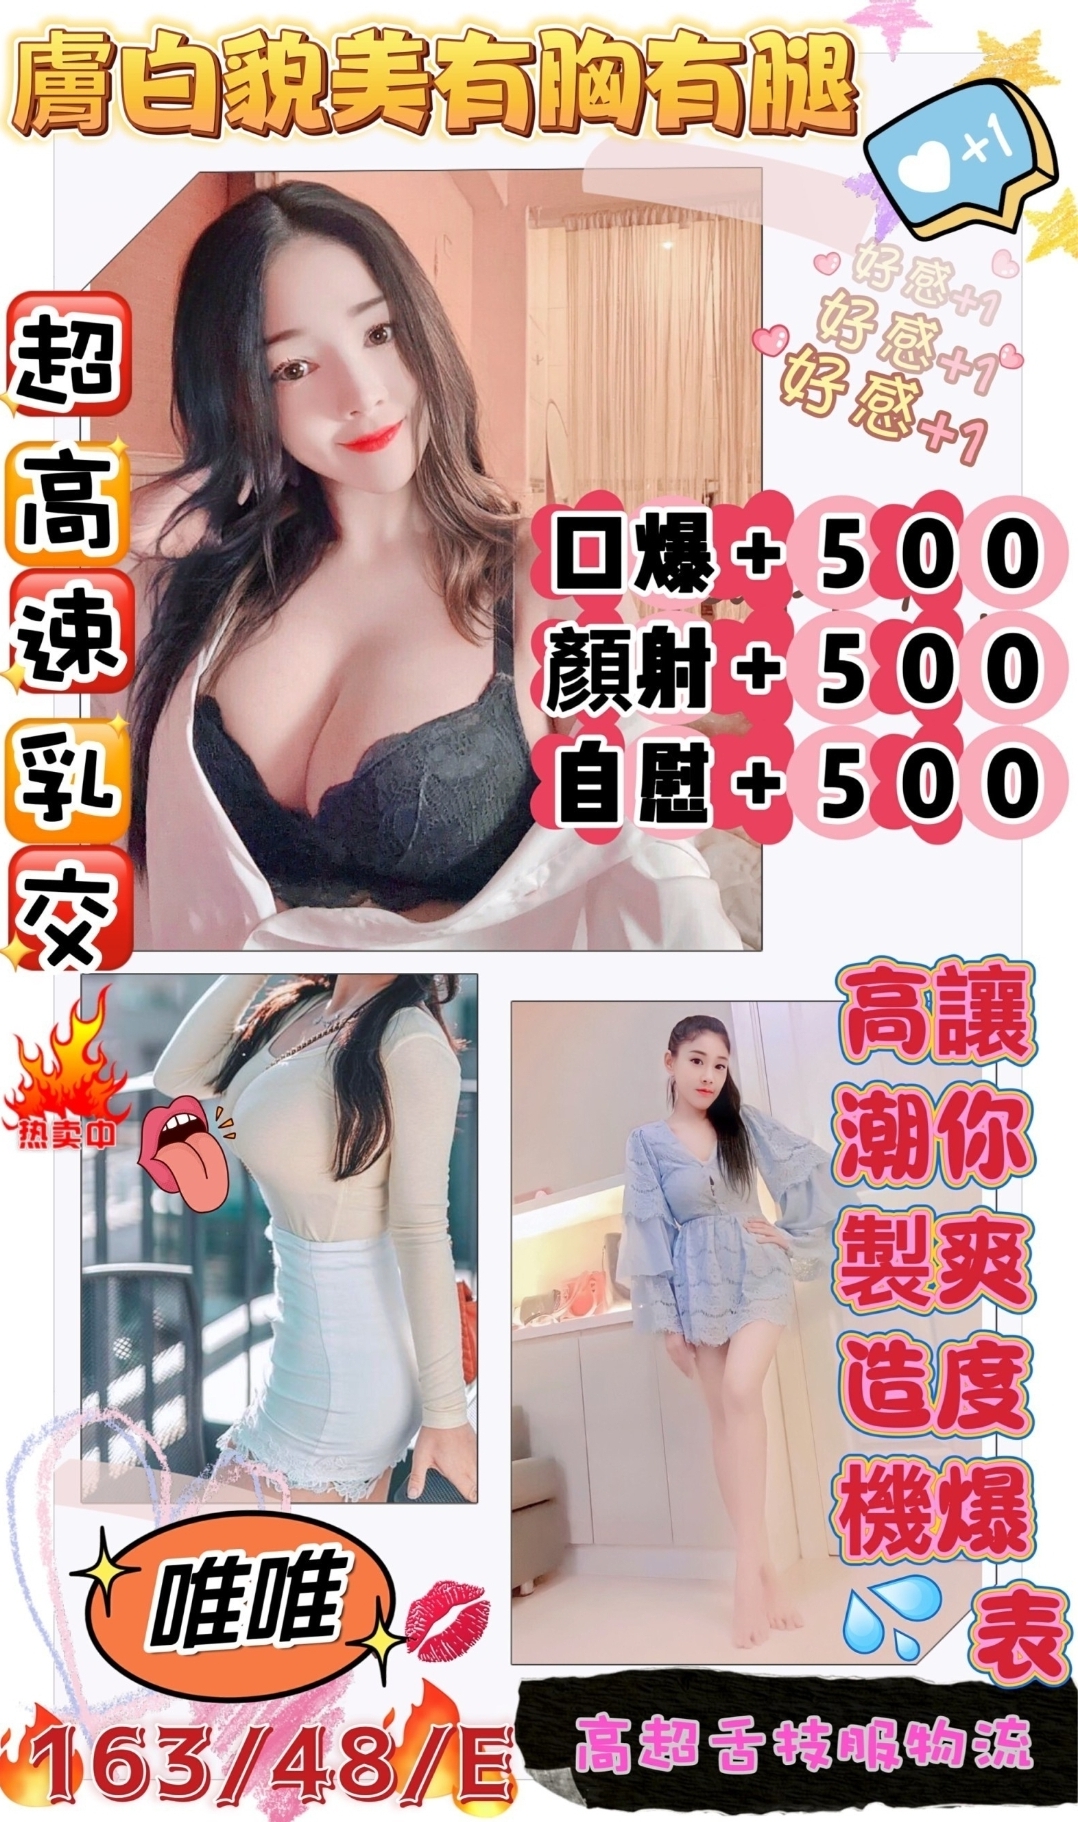 膚白貌美有胸有腿
+1
好感+1
好感+1
好感+1
超高速乳交
口爆+500
顏射+500
自慰+500
热卖中
讓你爽度爆表
高潮製造機
唯唯
163/48/E
高超舌技服物流